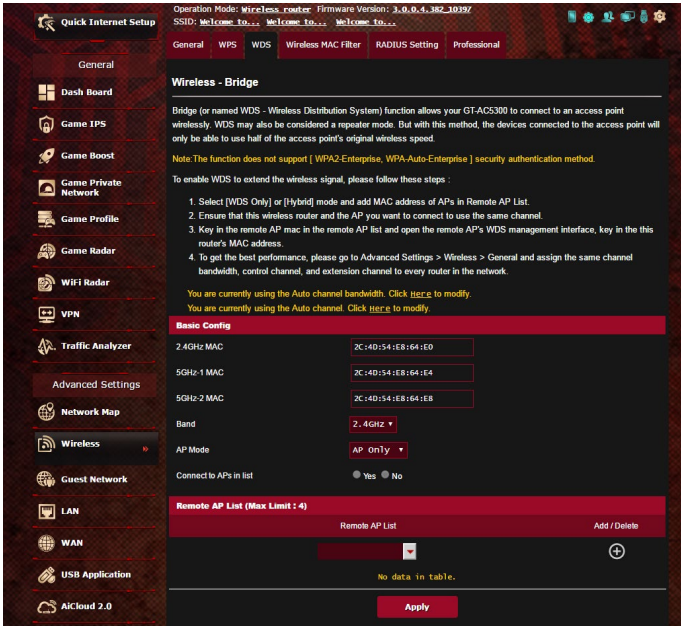 Quick Internet Setup
Operation Mode: Wireless router Firmware Version: 3.0.0.4.382_10397
SSID: Welcome to... Welcome to... Welcome to...
General WPS WDS Wireless MAC Filter RADIUS Setting Professional
General
Dash Board
Game IPS
Game Boost
Game Private
Network
Game Profile
Game Radar
WiFi Radar
VPN
Traffic Analyzer
Advanced Settings
Network Map
Wireless
Guest Network
LAN
WAN
USB Application
AiCloud 2.0
Wireless - Bridge
Bridge (or named WDS - Wireless Distribution System) function allows your GT-AC5300 to connect to an access point
wirelessly. WDS may also be considered a repeater mode. But with this method, the devices connected to the access point will
only be able to use half of the access point's original wireless speed.
Note:The function does not support [ WPA2-Enterprise, WPA-Auto-Enterprise ] security authentication method.
To enable WDS to extend the wireless signal, please follow these steps :
1. Select [WDS Only] or [Hybrid] mode and add MAC address of APs in Remote AP List.
2. Ensure that this wireless router and the AP you want to connect to use the same channel.
3. Key in the remote AP mac in the remote AP list and open the remote AP's WDS management interface, key in the this
router's MAC address.
4. To get the best performance, please go to Advanced Settings > Wireless > General and assign the same channel
bandwidth, control channel, and extension channel to every router in the network.
You are currently using the Auto channel bandwidth. Click Here to modify.
You are currently using the Auto channel. Click Here to modify.
Basic Config
2.4GHz MAC 2C:4D:54:E8:64:E0
5GHz-1 MAC 2C:4D:54:E8:64:E4
5GHz-2 MAC 2C:4D:54:E8:64:E8
Band 2.4GHz
AP Mode AP Only
Connect to APs in list Yes No
Remote AP List (Max Limit : 4)
Remote AP List Add / Delete
No data in table.
Apply